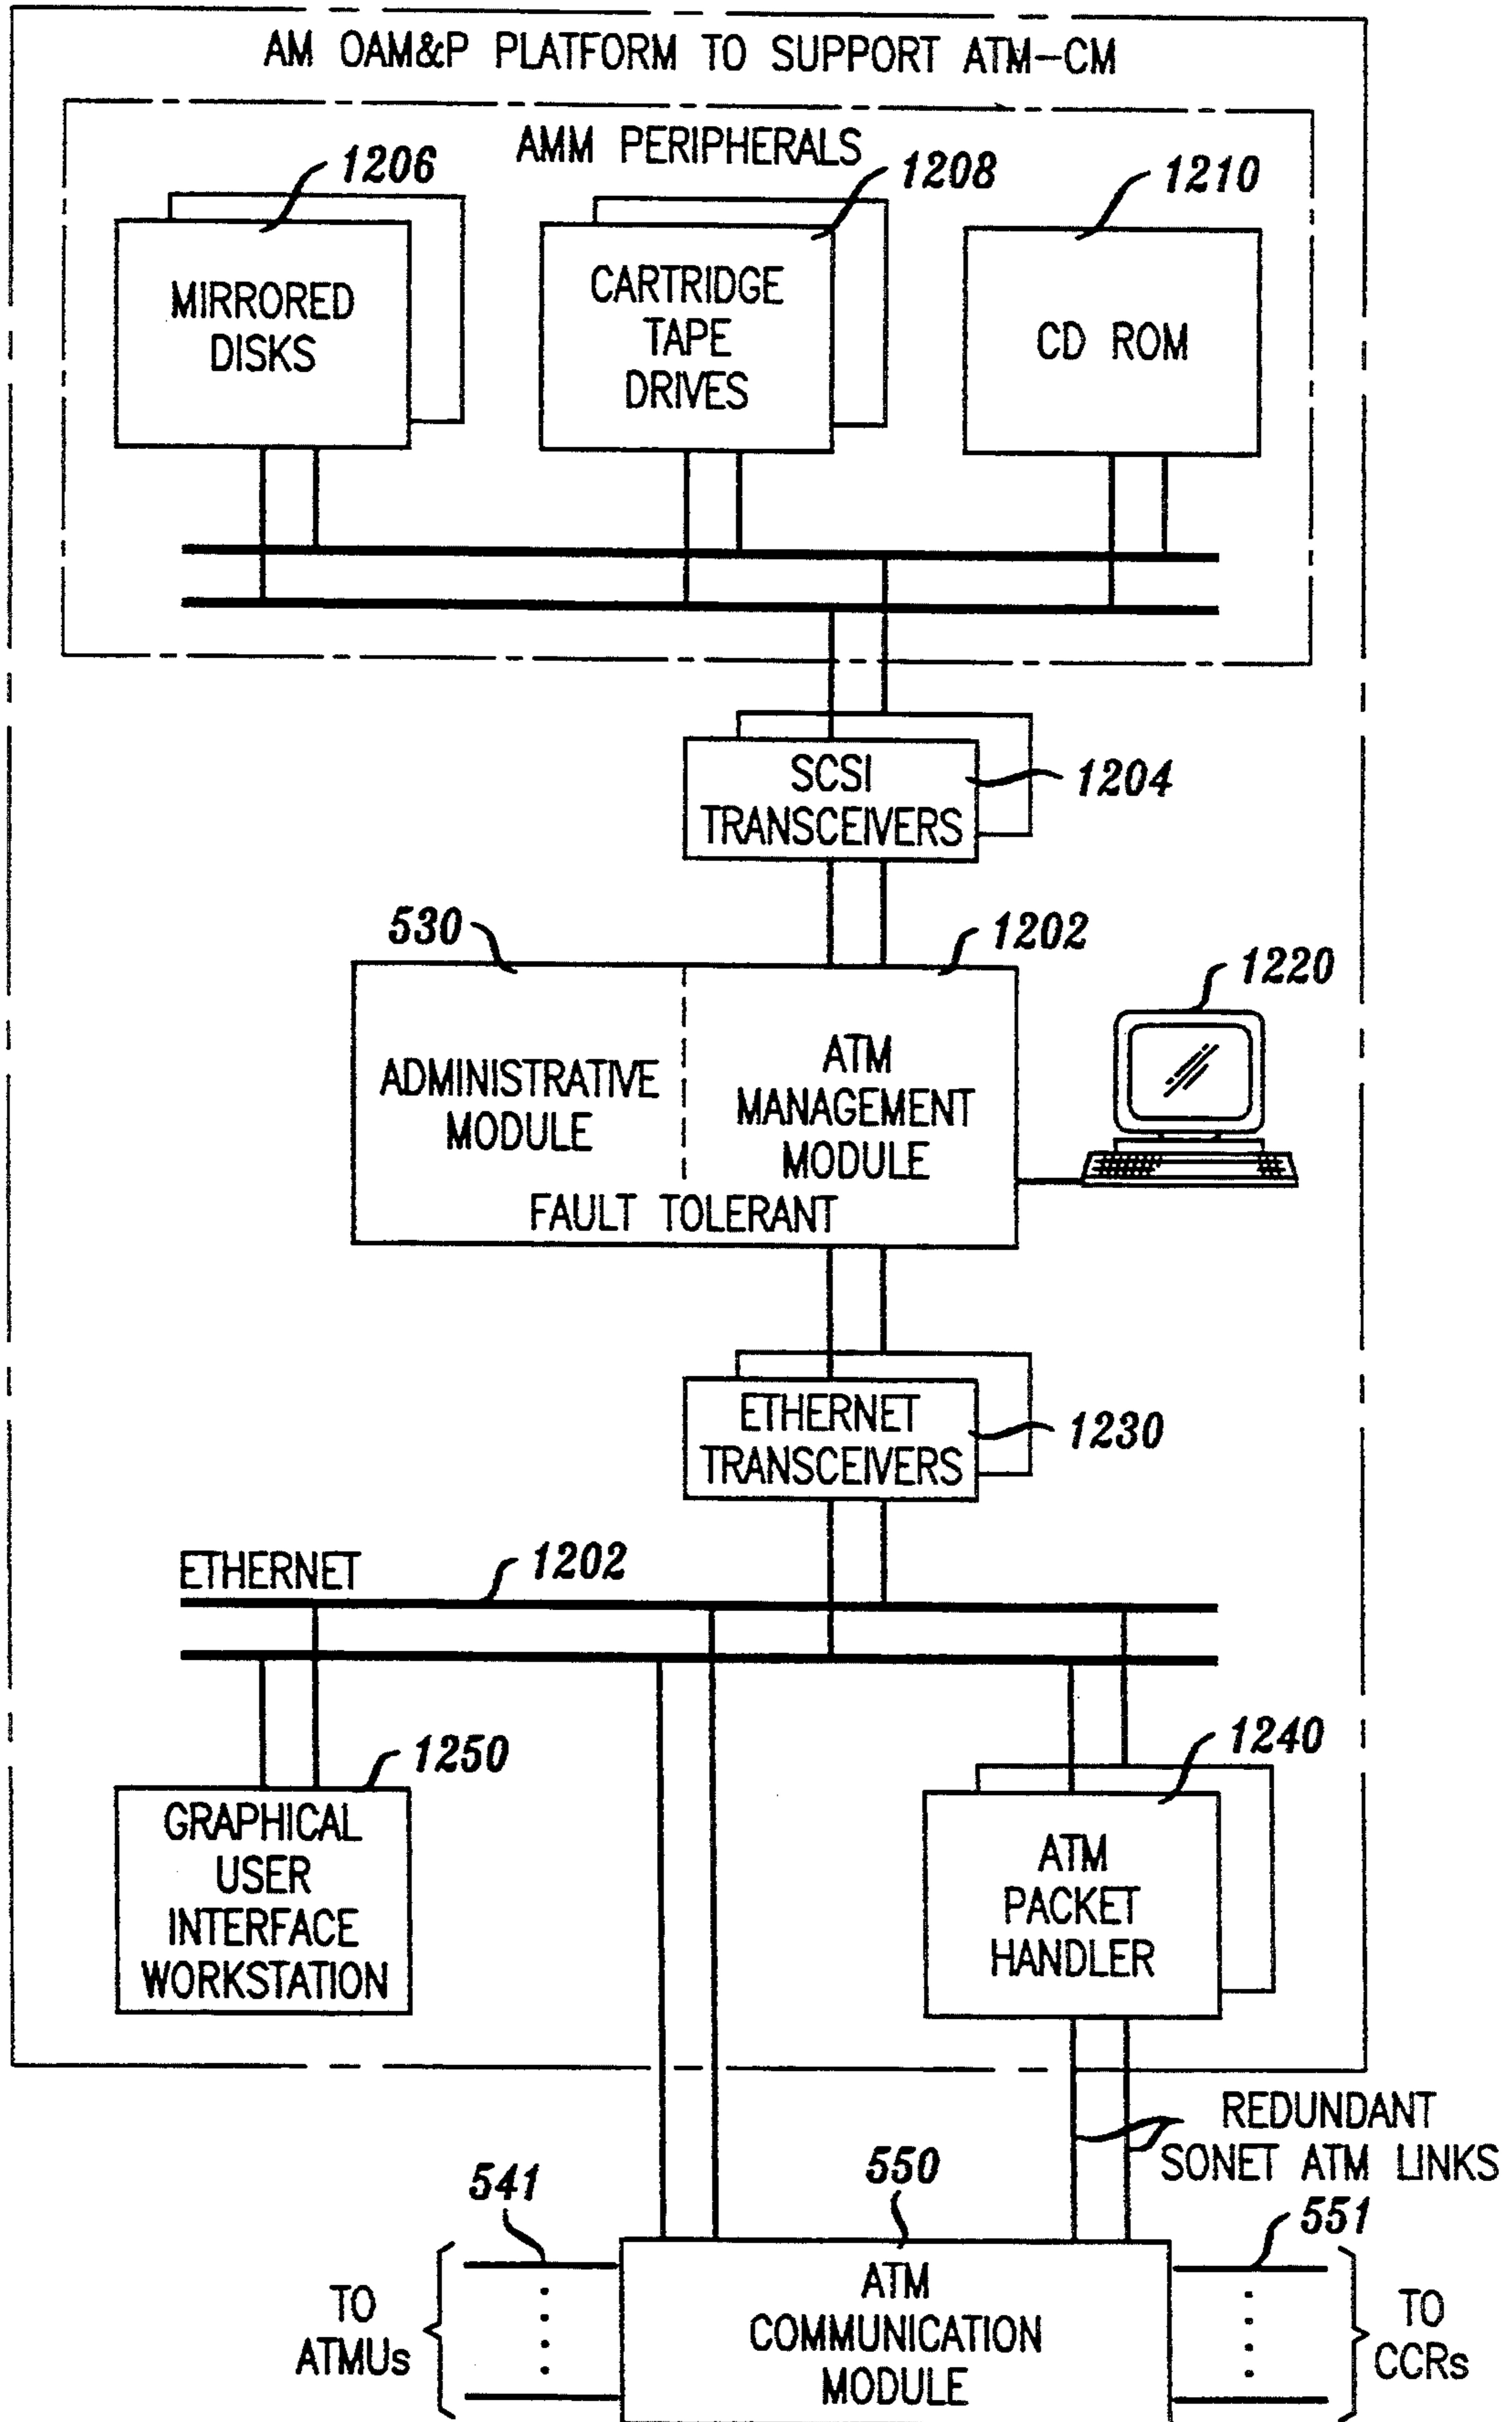 AM OAM&P PLATFORM TO SUPPORT ATM-CM
AMM PERIPHERALS
1206
1208
1210
MIRRORED
DISKS
CARTRIDGE
TAPE
DRIVES
CD ROM
SCSI
TRANSCEIVERS
1204
530
1202
1220
ADMINISTRATIVE
MODULE
ATM
MANAGEMENT
MODULE
FAULT TOLERANT
ETHERNET
TRANSCEIVERS
1230
ETHERNET
1202
1250
1240
GRAPHICAL
USER
INTERFACE
WORKSTATION
ATM
PACKET
HANDLER
REDUNDANT
SONET ATM LINKS
541
550
551
TO
ATMUs
ATM
COMMUNICATION
MODULE
TO
CCRs